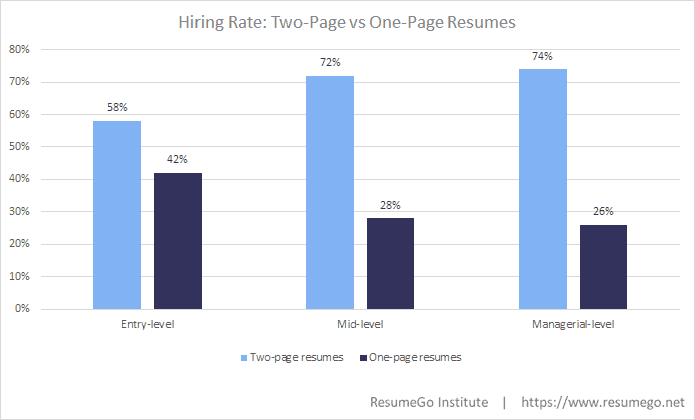 Hiring Rate: Two-Page vs One-Page Resumes
80%
70%
60%
50%
40%
30%
20%
10%
0%
58%
42%
72%
28%
74%
26%
Entry-level
Mid-level
Managerial-level
Two-page resumes
One-page resumes
ResumeGo Institute | https://www.resumego.net